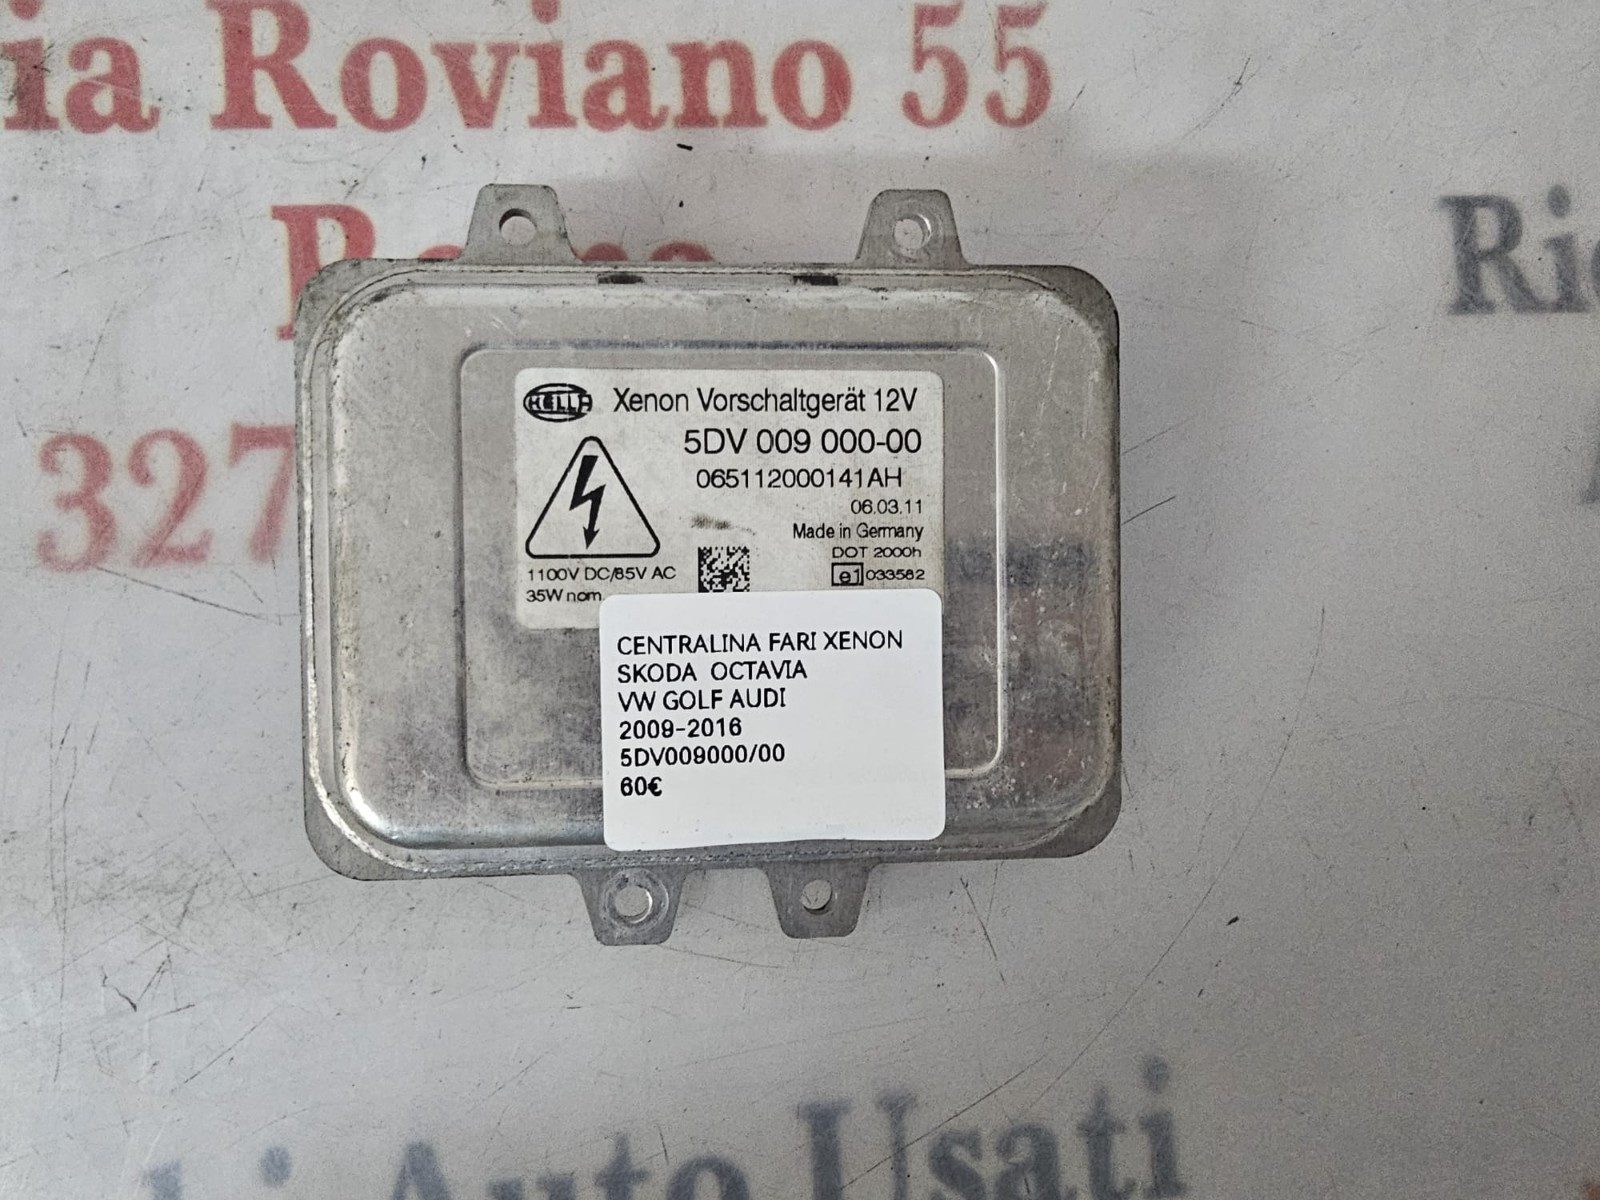 ia Roviano 55
Roma
327
Ri
HELLA Xenon Vorschaltgerät 12V
5DV 009 000-00
065112000141AH
06.03.11
Made in Germany
DOT 2000h
1100V DC/85V AC
e1 033562
35W nom.
CENTRALINA FARI XENON
SKODA OCTAVIA
VW GOLF AUDI
2009-2016
5DV009000/00
60€
i Auto Usati